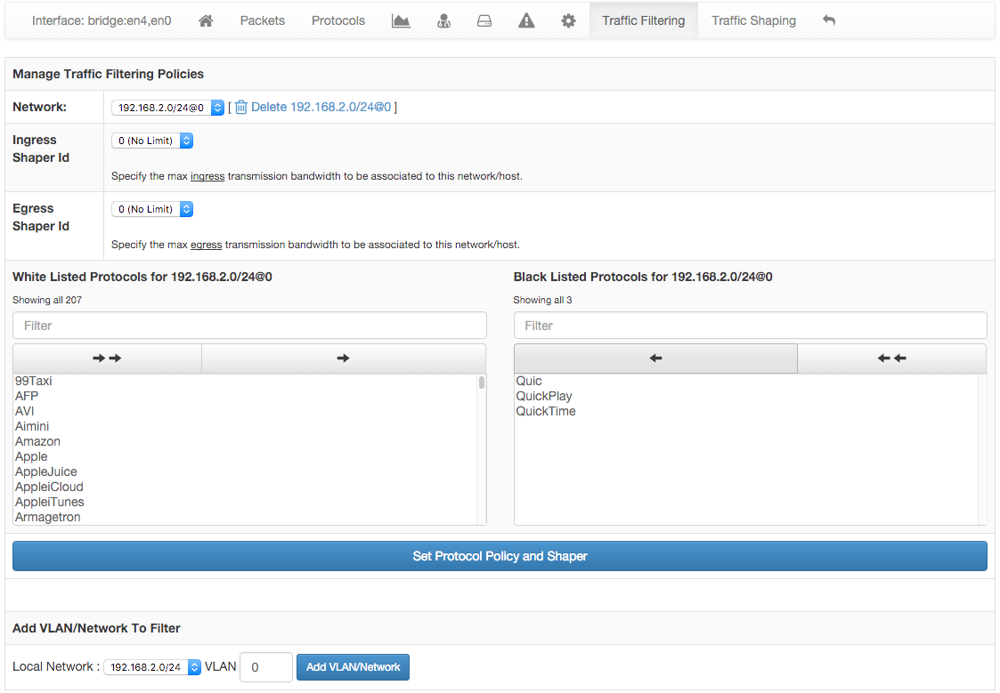 Interface: bridge:en4,en0 Packets Protocols Traffic Filtering Traffic Shaping
Manage Traffic Filtering Policies
Network: 192.168.2.0/24@0 [ Delete 192.168.2.0/24@0 ]
Ingress
Shaper Id
0 (No Limit)
Specify the max ingress transmission bandwidth to be associated to this network/host.
Egress
Shaper Id
0 (No Limit)
Specify the max egress transmission bandwidth to be associated to this network/host.
White Listed Protocols for 192.168.2.0/24@0
Showing all 207
Filter
99Taxi
AFP
AVI
Aimini
Amazon
Apple
AppleJuice
AppleiCloud
AppleiTunes
Armagetron
Black Listed Protocols for 192.168.2.0/24@0
Showing all 3
Filter
Quic
QuickPlay
QuickTime
Set Protocol Policy and Shaper
Add VLAN/Network To Filter
Local Network : 192.168.2.0/24 VLAN 0 Add VLAN/Network